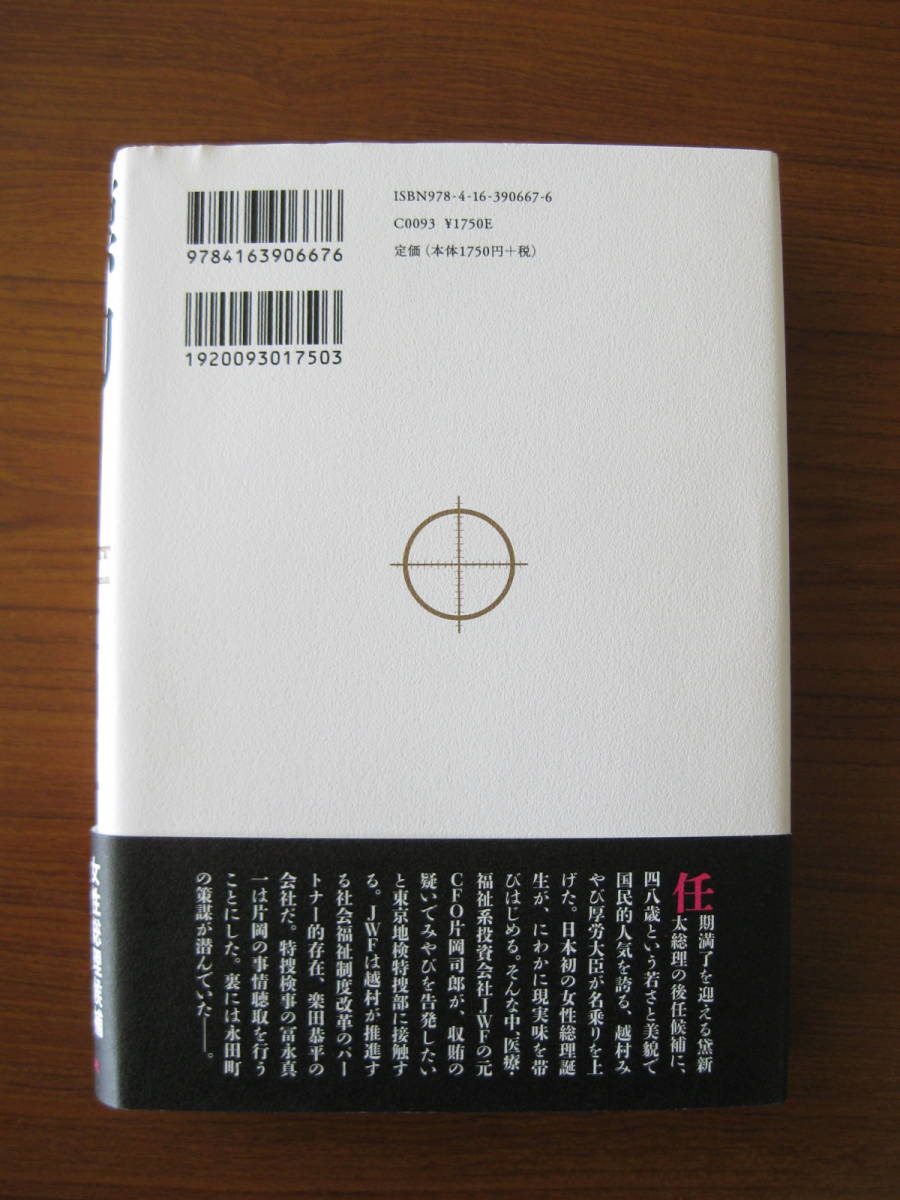 9784163906676
1920093017503
ISBN978-4-16-390667-6
C0093 ¥1750E
定価（本体1750円＋税）
任期満了を迎える黛新
太総理の後任候補に、
四八歳という若さと美貌で
国民的人気を誇る、越村み
やび厚労大臣が名乗りを上
げた。日本初の女性総理誕
生が、にわかに現実味を帯
びはじめる。そんな中、医療・
福祉系投資会社JWFの元
CFO片岡司郎が、収賄の
疑いでみやびを告発したい
と東京地検特捜部に接触す
る。JWFは越村が推進す
る社会福祉制度改革のパー
トナー的存在、楽田恭平の
会社だ。特捜検事の冨永真
一は片岡の事情聴取を行う
ことにした。裏には永田町
の策謀が潜んでいた——。
女性総理候補